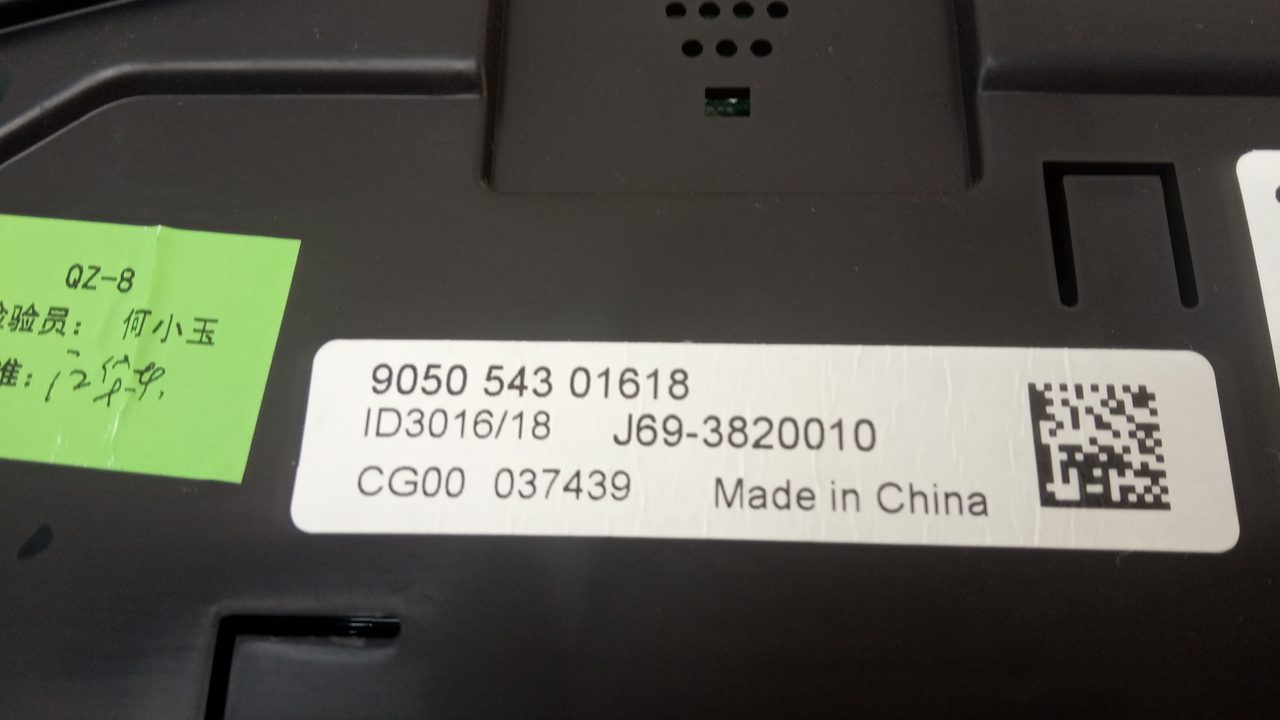 QZ-8
验员: 何小玉
准:
9050 543 01618
ID3016/18 J69-3820010
CG00 037439 Made in China